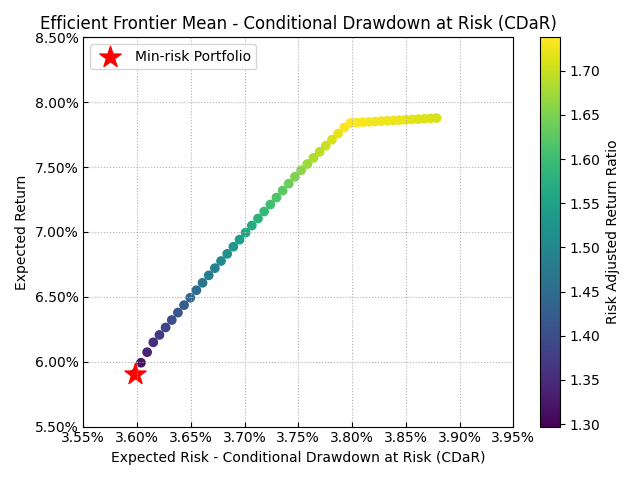 Efficient Frontier Mean - Conditional Drawdown at Risk (CDaR)
8.50%
8.00%
7.50%
7.00%
6.50%
6.00%
5.50%
Expected Return
Min-risk Portfolio
3.55% 3.60% 3.65% 3.70% 3.75% 3.80% 3.85% 3.90% 3.95%
Expected Risk - Conditional Drawdown at Risk (CDaR)
1.70
1.65
1.60
1.55
1.50
1.45
1.40
1.35
1.30
Risk Adjusted Return Ratio